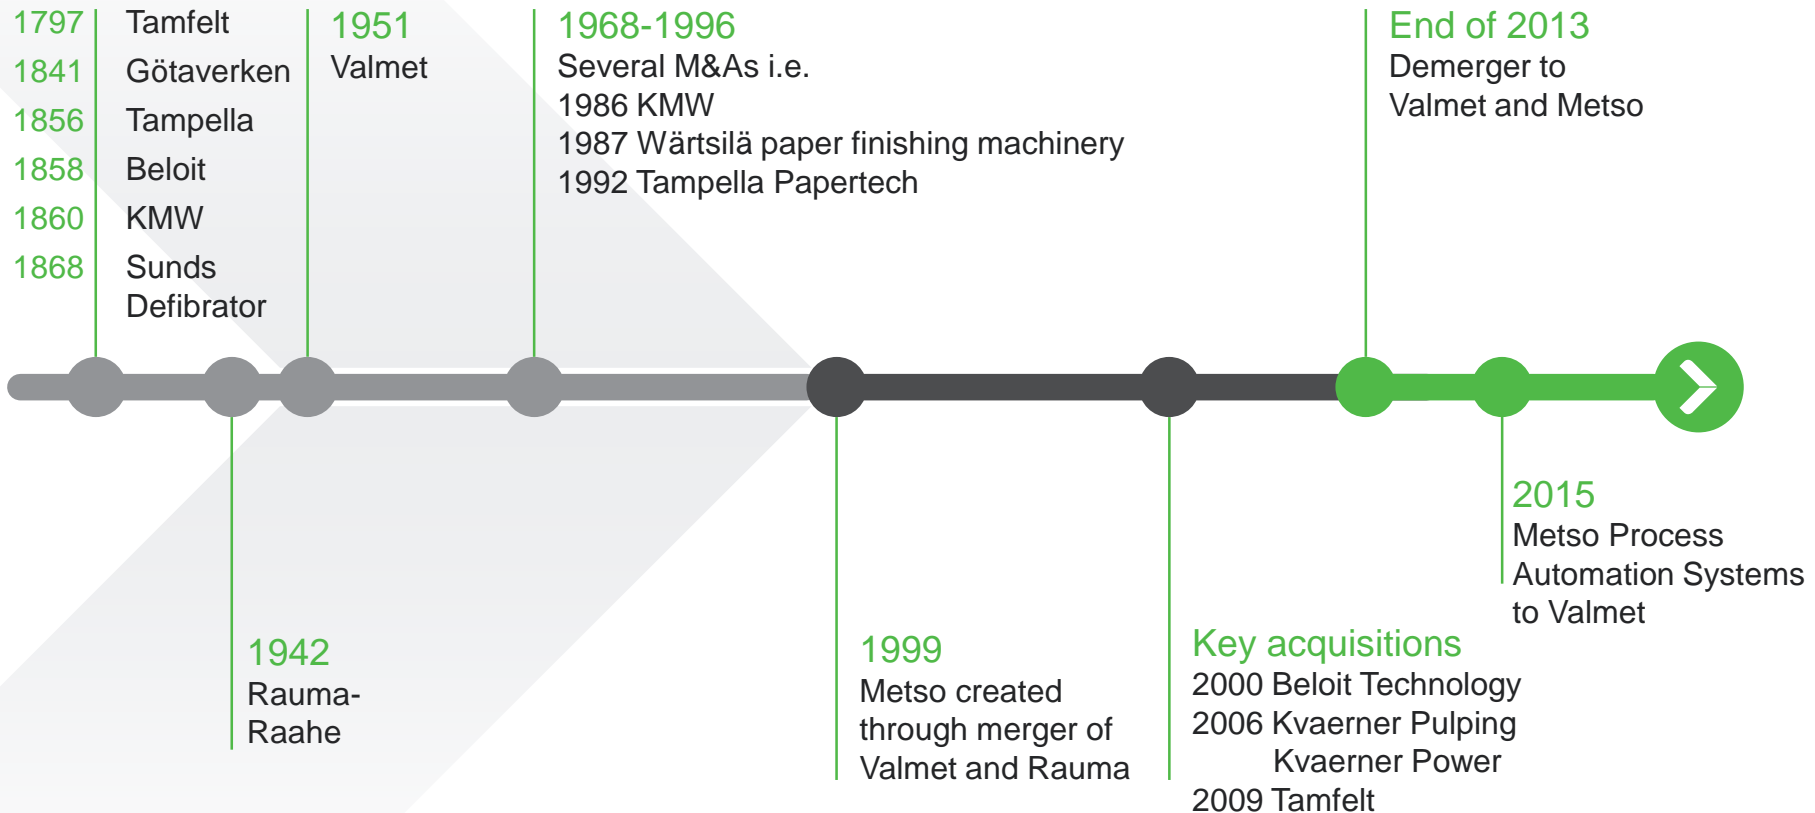 1797 Tamfelt
1841 Götaverken
1856 Tampella
1858 Beloit
1860 KMW
1868 Sunds
Defibrator
1942
Rauma-
Raahe
1951
Valmet
1968-1996
Several M&As i.e.
1986 KMW
1987 Wärtsilä paper finishing machinery
1992 Tampella Papertech
1999
Metso created
through merger of
Valmet and Rauma
Key acquisitions
2000 Beloit Technology
2006 Kvaerner Pulping
Kvaerner Power
2009 Tamfelt
End of 2013
Demerger to
Valmet and Metso
2015
Metso Process
Automation Systems
to Valmet